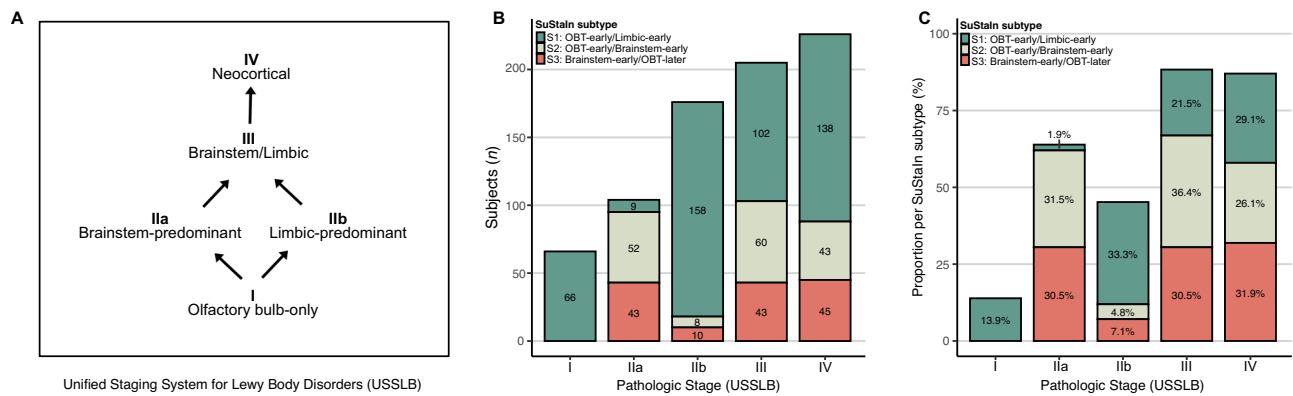 A
IV
Neocortical
III
Brainstem/Limbic
IIa
Brainstem-predominant
IIb
Limbic-predominant
I
Olfactory bulb-only
Unified Staging System for Lewy Body Disorders (USSLB)
B
SuStaIn subtype
S1: OBT-early/Limbic-early
S2: OBT-early/Brainstem-early
S3: Brainstem-early/OBT-later
Subjects (n)
200
150
100
50
0
66
9
52
43
158
8
10
102
60
43
138
43
45
I
IIa
IIb
III
IV
Pathologic Stage (USSLB)
C
SuStaIn subtype
S1: OBT-early/Limbic-early
S2: OBT-early/Brainstem-early
S3: Brainstem-early/OBT-later
Proportion per SuStaIn subtype (%)
100
75
50
25
0
13.9%
1.9%
31.5%
30.5%
33.3%
4.8%
7.1%
21.5%
36.4%
30.5%
29.1%
26.1%
31.9%
I
IIa
IIb
III
IV
Pathologic Stage (USSLB)